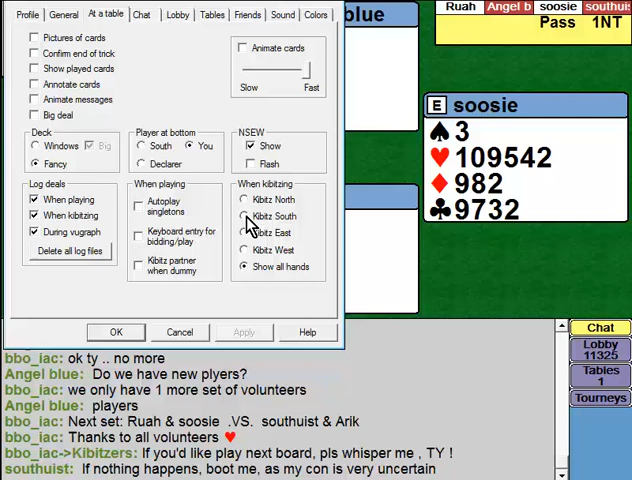 Profile General At a table Chat Lobby Tables Friends Sound Colors
blue
Ruah Angel b soosie southuis
Pass 1NT
Pictures of cards
Confirm end of trick
Show played cards
Annotate cards
Animate messages
Big deal
Animate cards
Slow Fast
Deck
Windows Big
Fancy
Player at bottom
South You
Declarer
NSEW
Show
Flash
Log deals
When playing
When kibitzing
During vugraph
Delete all log files
When playing
Autoplay singletons
Keyboard entry for bidding/play
Kibitz partner when dummy
When kibitzing
Kibitz North
Kibitz South
Kibitz East
Kibitz West
Show all hands
OK Cancel Apply Help
E soosie
♠ 3
♥ 109542
♦ 982
♣ 9732
bbo_iac: ok ty .. no more
Angel blue: Do we have new plyers?
bbo_iac: we only have 1 more set of volunteers
Angel blue: players
bbo_iac: Next set: Ruah & soosie .VS. southuist & Arik
bbo_iac: Thanks to all volunteers ♥
bbo_iac->Kibitzers: If you'd like play next board, pls whisper me , TY !
southuist: If nothing happens, boot me, as my con is very uncertain
Chat
Lobby
11325
Tables
1
Tourneys